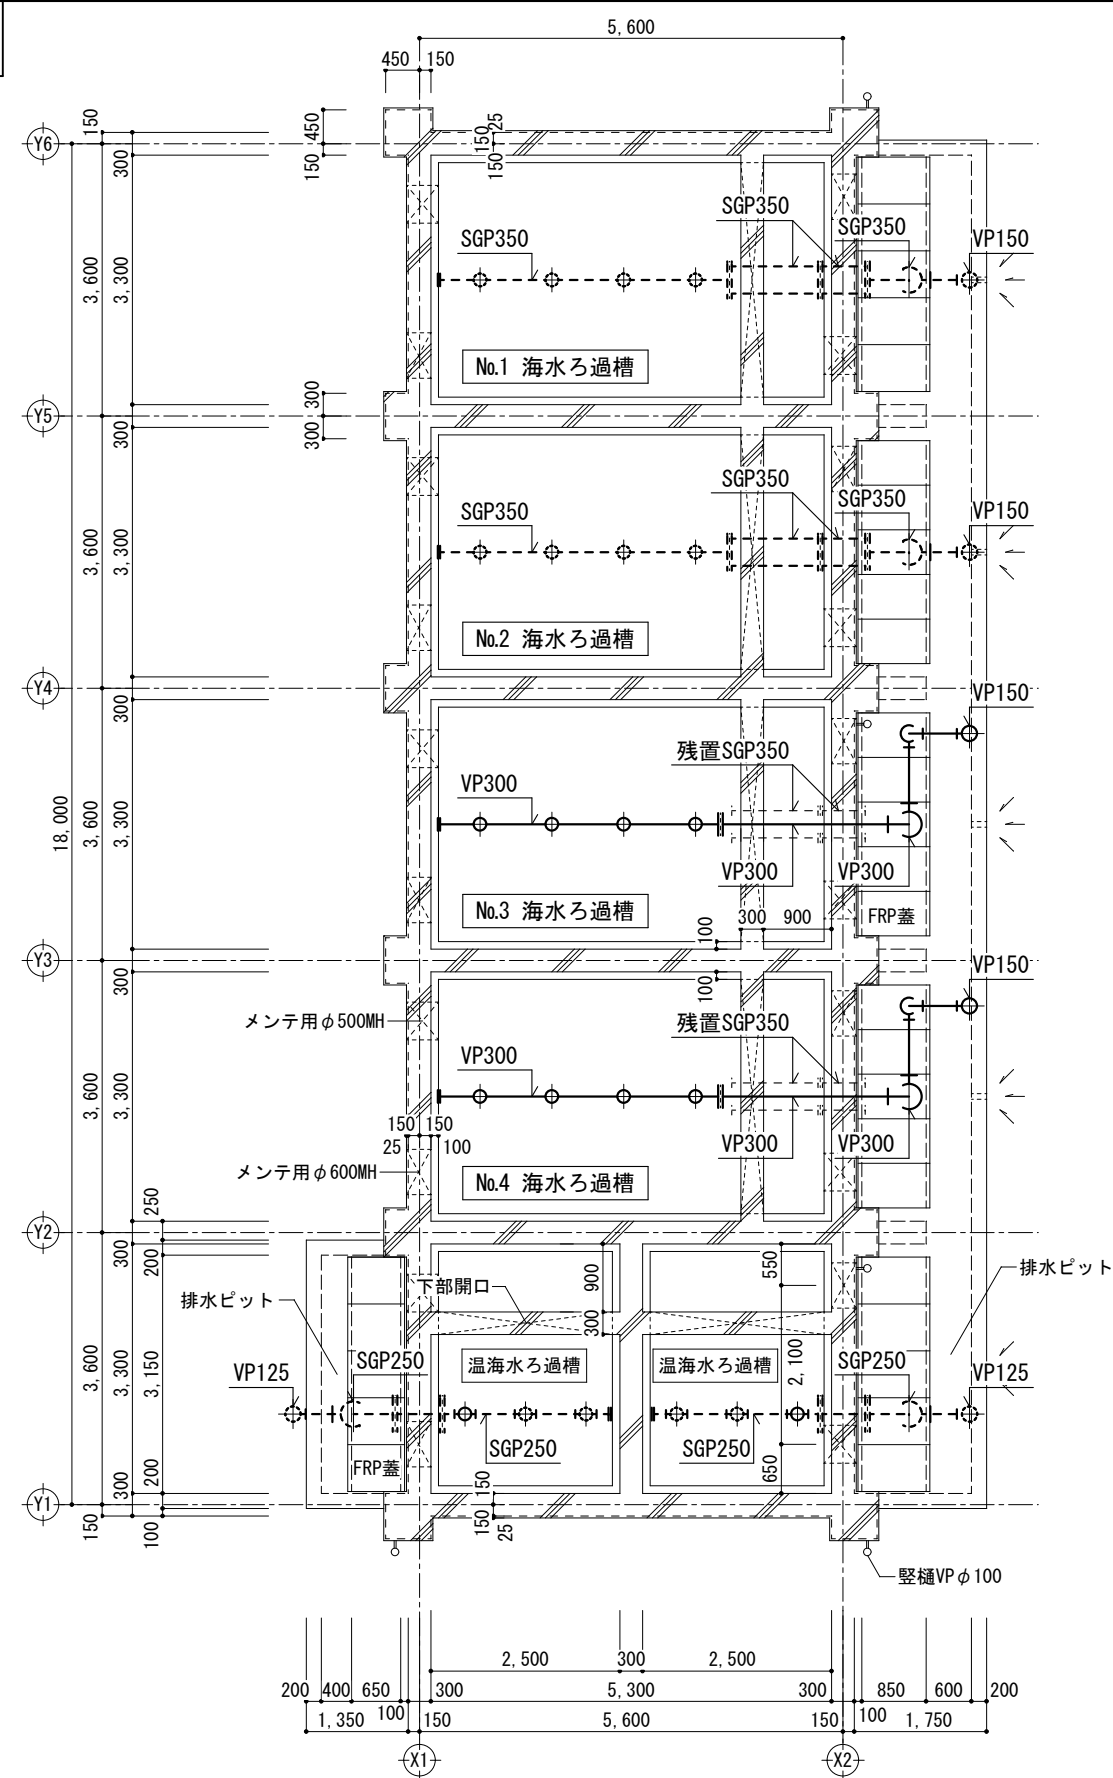 5,600
450
150
Y6
150
300
450
150
150
25
150
SGP350
SGP350
SGP350
VP150
3,600
3,300
No.1 海水ろ過槽
Y5
300
300
300
SGP350
SGP350
SGP350
VP150
3,600
3,300
No.2 海水ろ過槽
Y4
300
VP150
残置SGP350
VP300
18,000
3,600
3,300
VP300
VP300
No.3 海水ろ過槽
100
300
900
FRP蓋
Y3
300
100
VP150
メンテ用φ500MH
残置SGP350
VP300
3,600
3,300
150
150
25
100
VP300
VP300
メンテ用φ600MH
No.4 海水ろ過槽
250
Y2
300
200
900
550
排水ピット
下部開口
排水ピット
300
3,600
3,300
3,150
VP125
SGP250
温海水ろ過槽
温海水ろ過槽
2,100
SGP250
VP125
SGP250
SGP250
FRP蓋
650
300
200
150
Y1
150
100
150
25
竪樋VPφ100
2,500
300
2,500
200
400
650
300
5,300
300
850
600
200
1,350
100
150
5,600
150
100
1,750
X1
X2